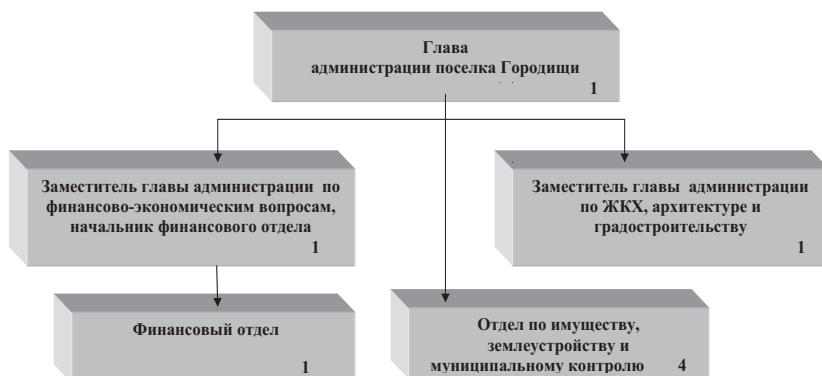 Глава
администрации поселка Городищи
1
Заместитель главы администрации по
финансово-экономическим вопросам,
начальник финансового отдела
1
Заместитель главы администрации
по ЖКХ, архитектуре и
градостроительству
1
Финансовый отдел
1
Отдел по имуществу,
землеустройству и
муниципальному контролю 4